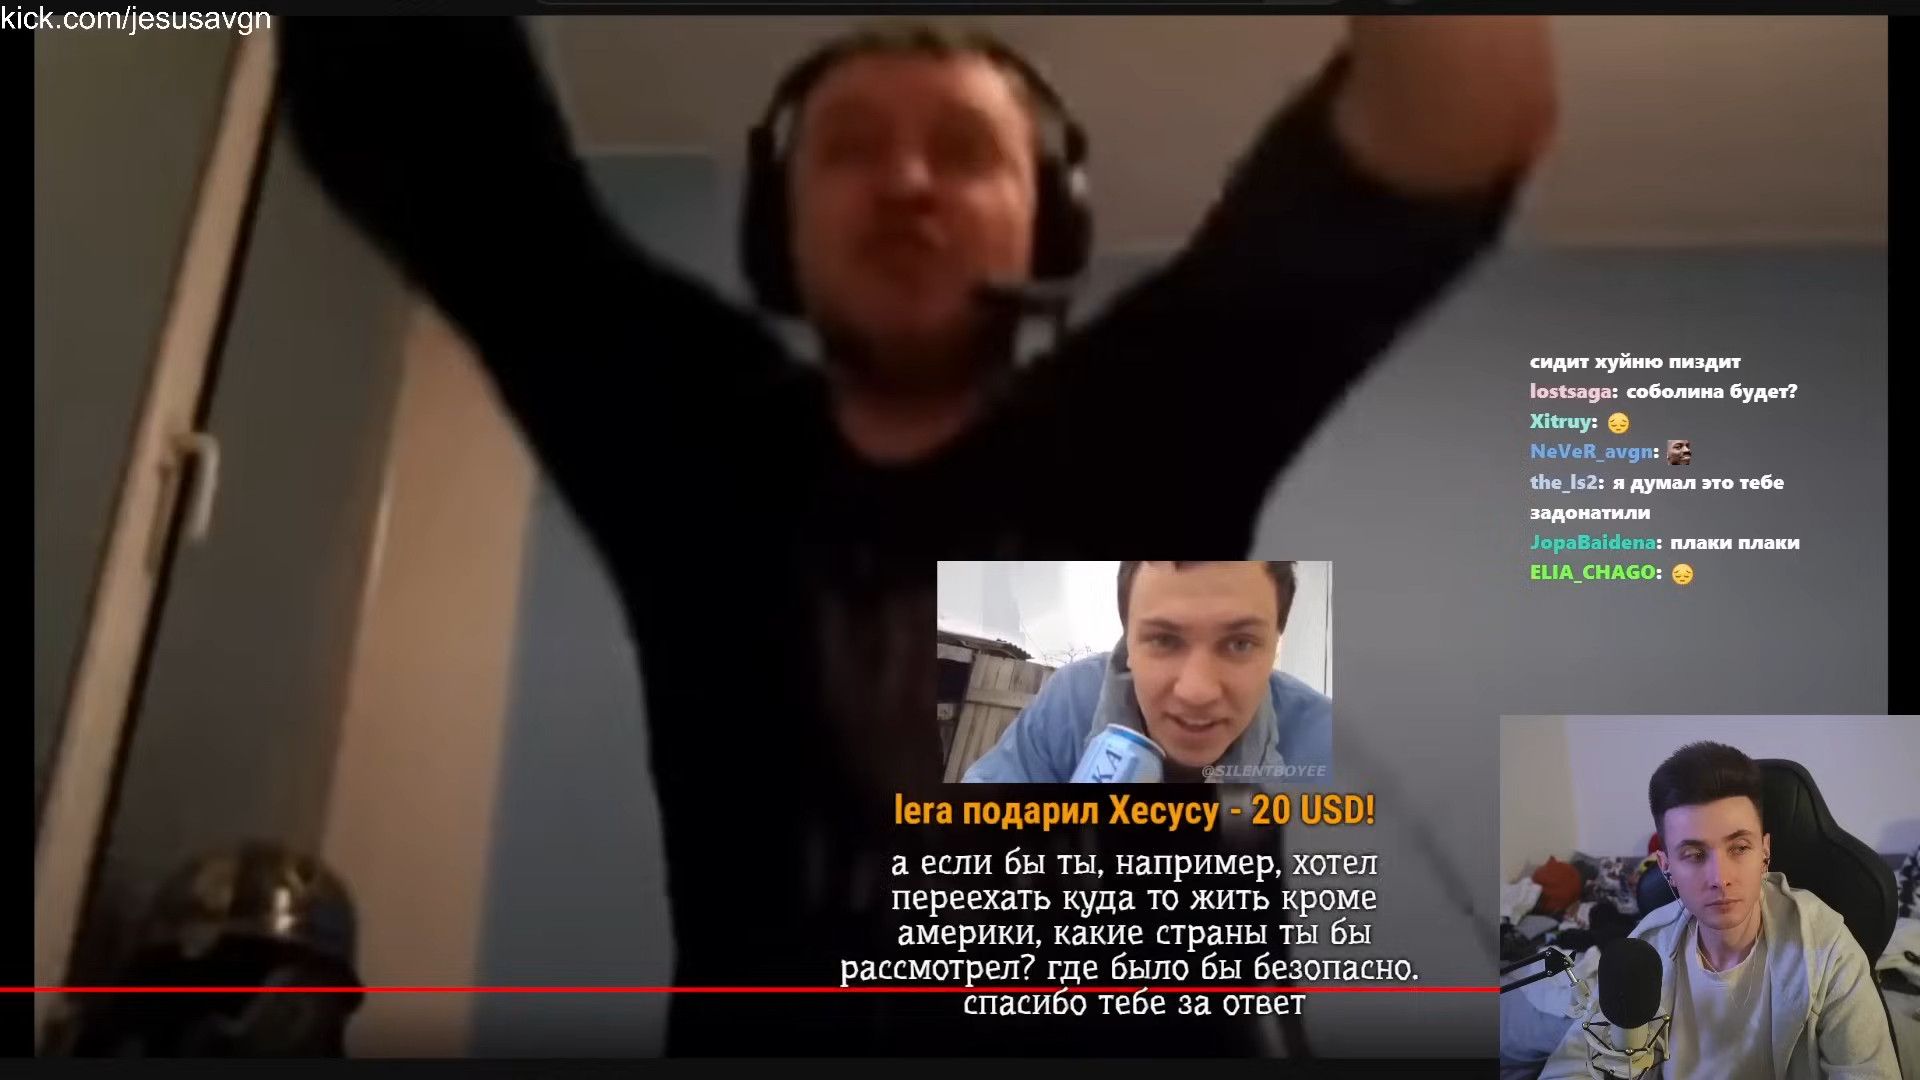 kick.com/jesusavgn
сидит хуйню пиздит
lostsaga: соболина будет?
Xitruy: 😔
NeVeR_avgn:
the_ls2: я думал это тебе
задонатили
JopaBaidena: плаки плаки
ELIA_CHAGO: 😔
КА
@SILENTBOYEE
lera подарил Хесусу - 20 USD!
а если бы ты, например, хотел
переехать куда то жить кроме
америки, какие страны ты бы
рассмотрел? где было бы безопасно.
спасибо тебе за ответ